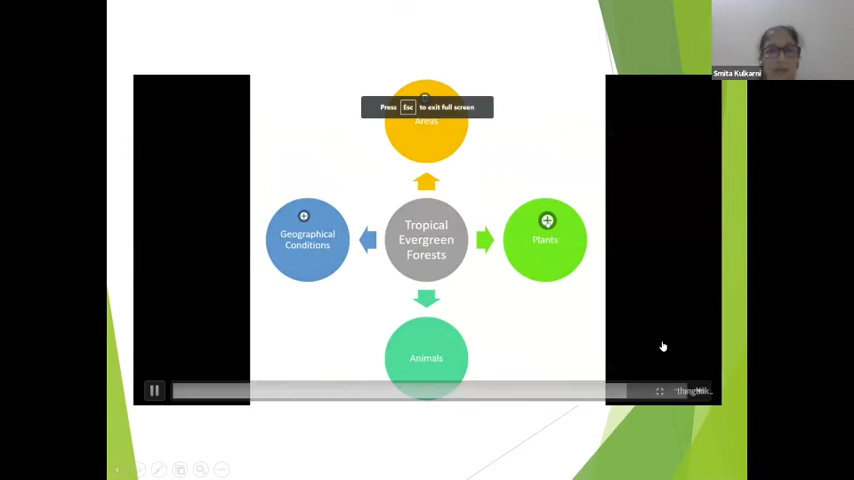 Smita Kulkarni
Press Esc to exit full screen
Areas
Geographical
Conditions
Tropical
Evergreen
Forests
Plants
Animals